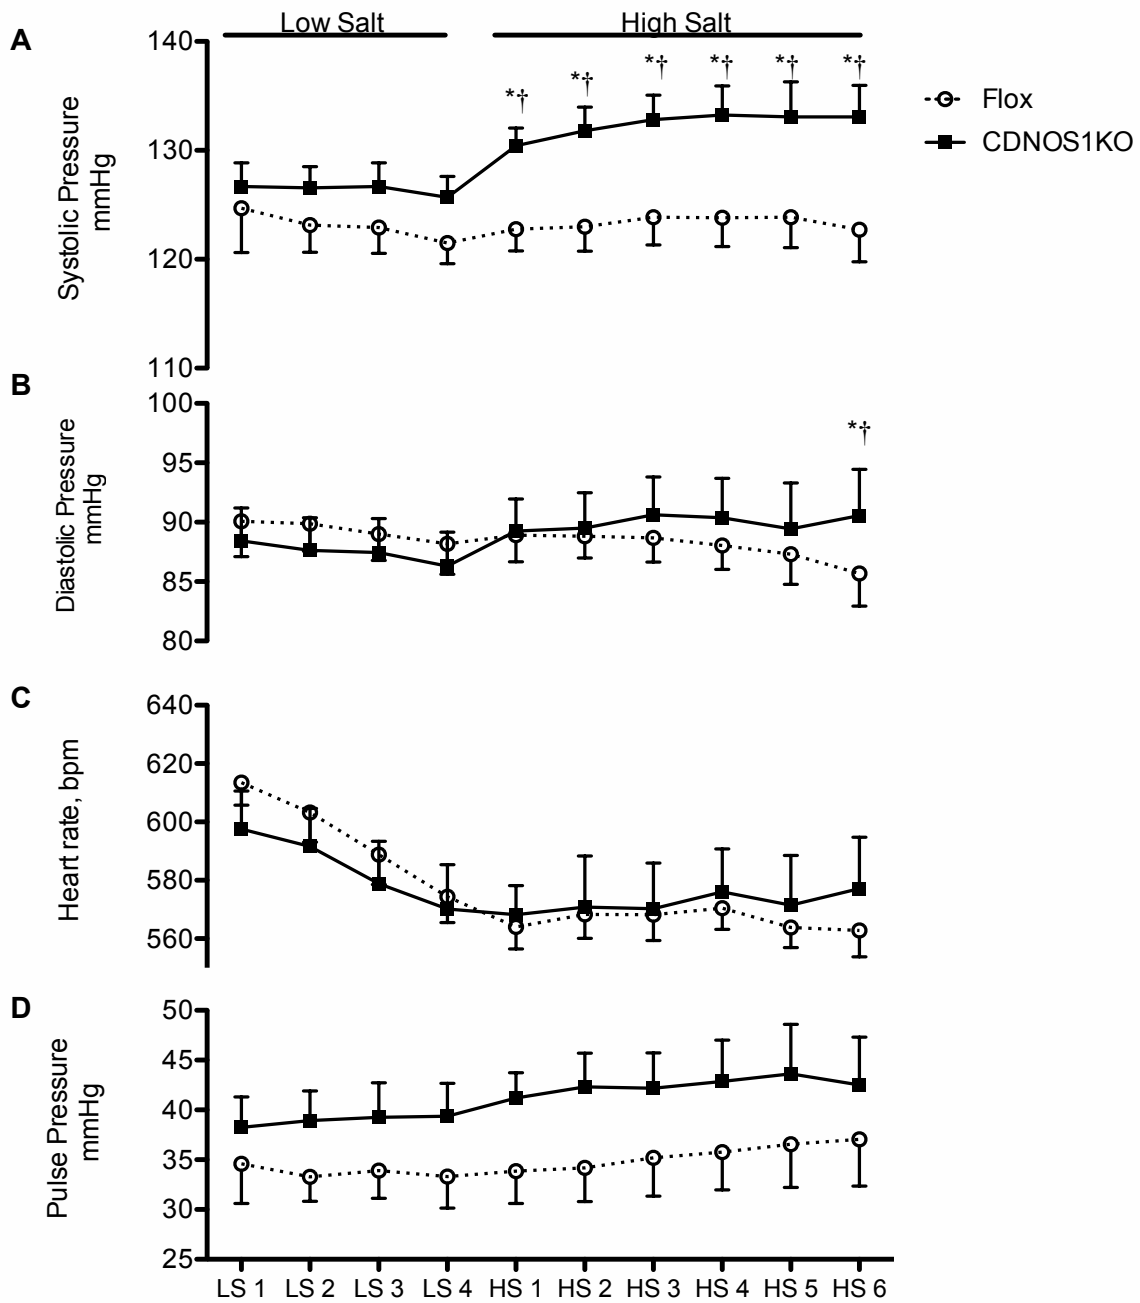 Low Salt High Salt
A
140
130
120
110
Systolic Pressure
mmHg
*† *† *† *† *† *†
Flox
CDNOS1KO
B
100
95
90
85
80
Diastolic Pressure
mmHg
*†
C
640
620
600
580
560
Heart rate, bpm
D
50
45
40
35
30
25
Pulse Pressure
mmHg
LS 1 LS 2 LS 3 LS 4 HS 1 HS 2 HS 3 HS 4 HS 5 HS 6